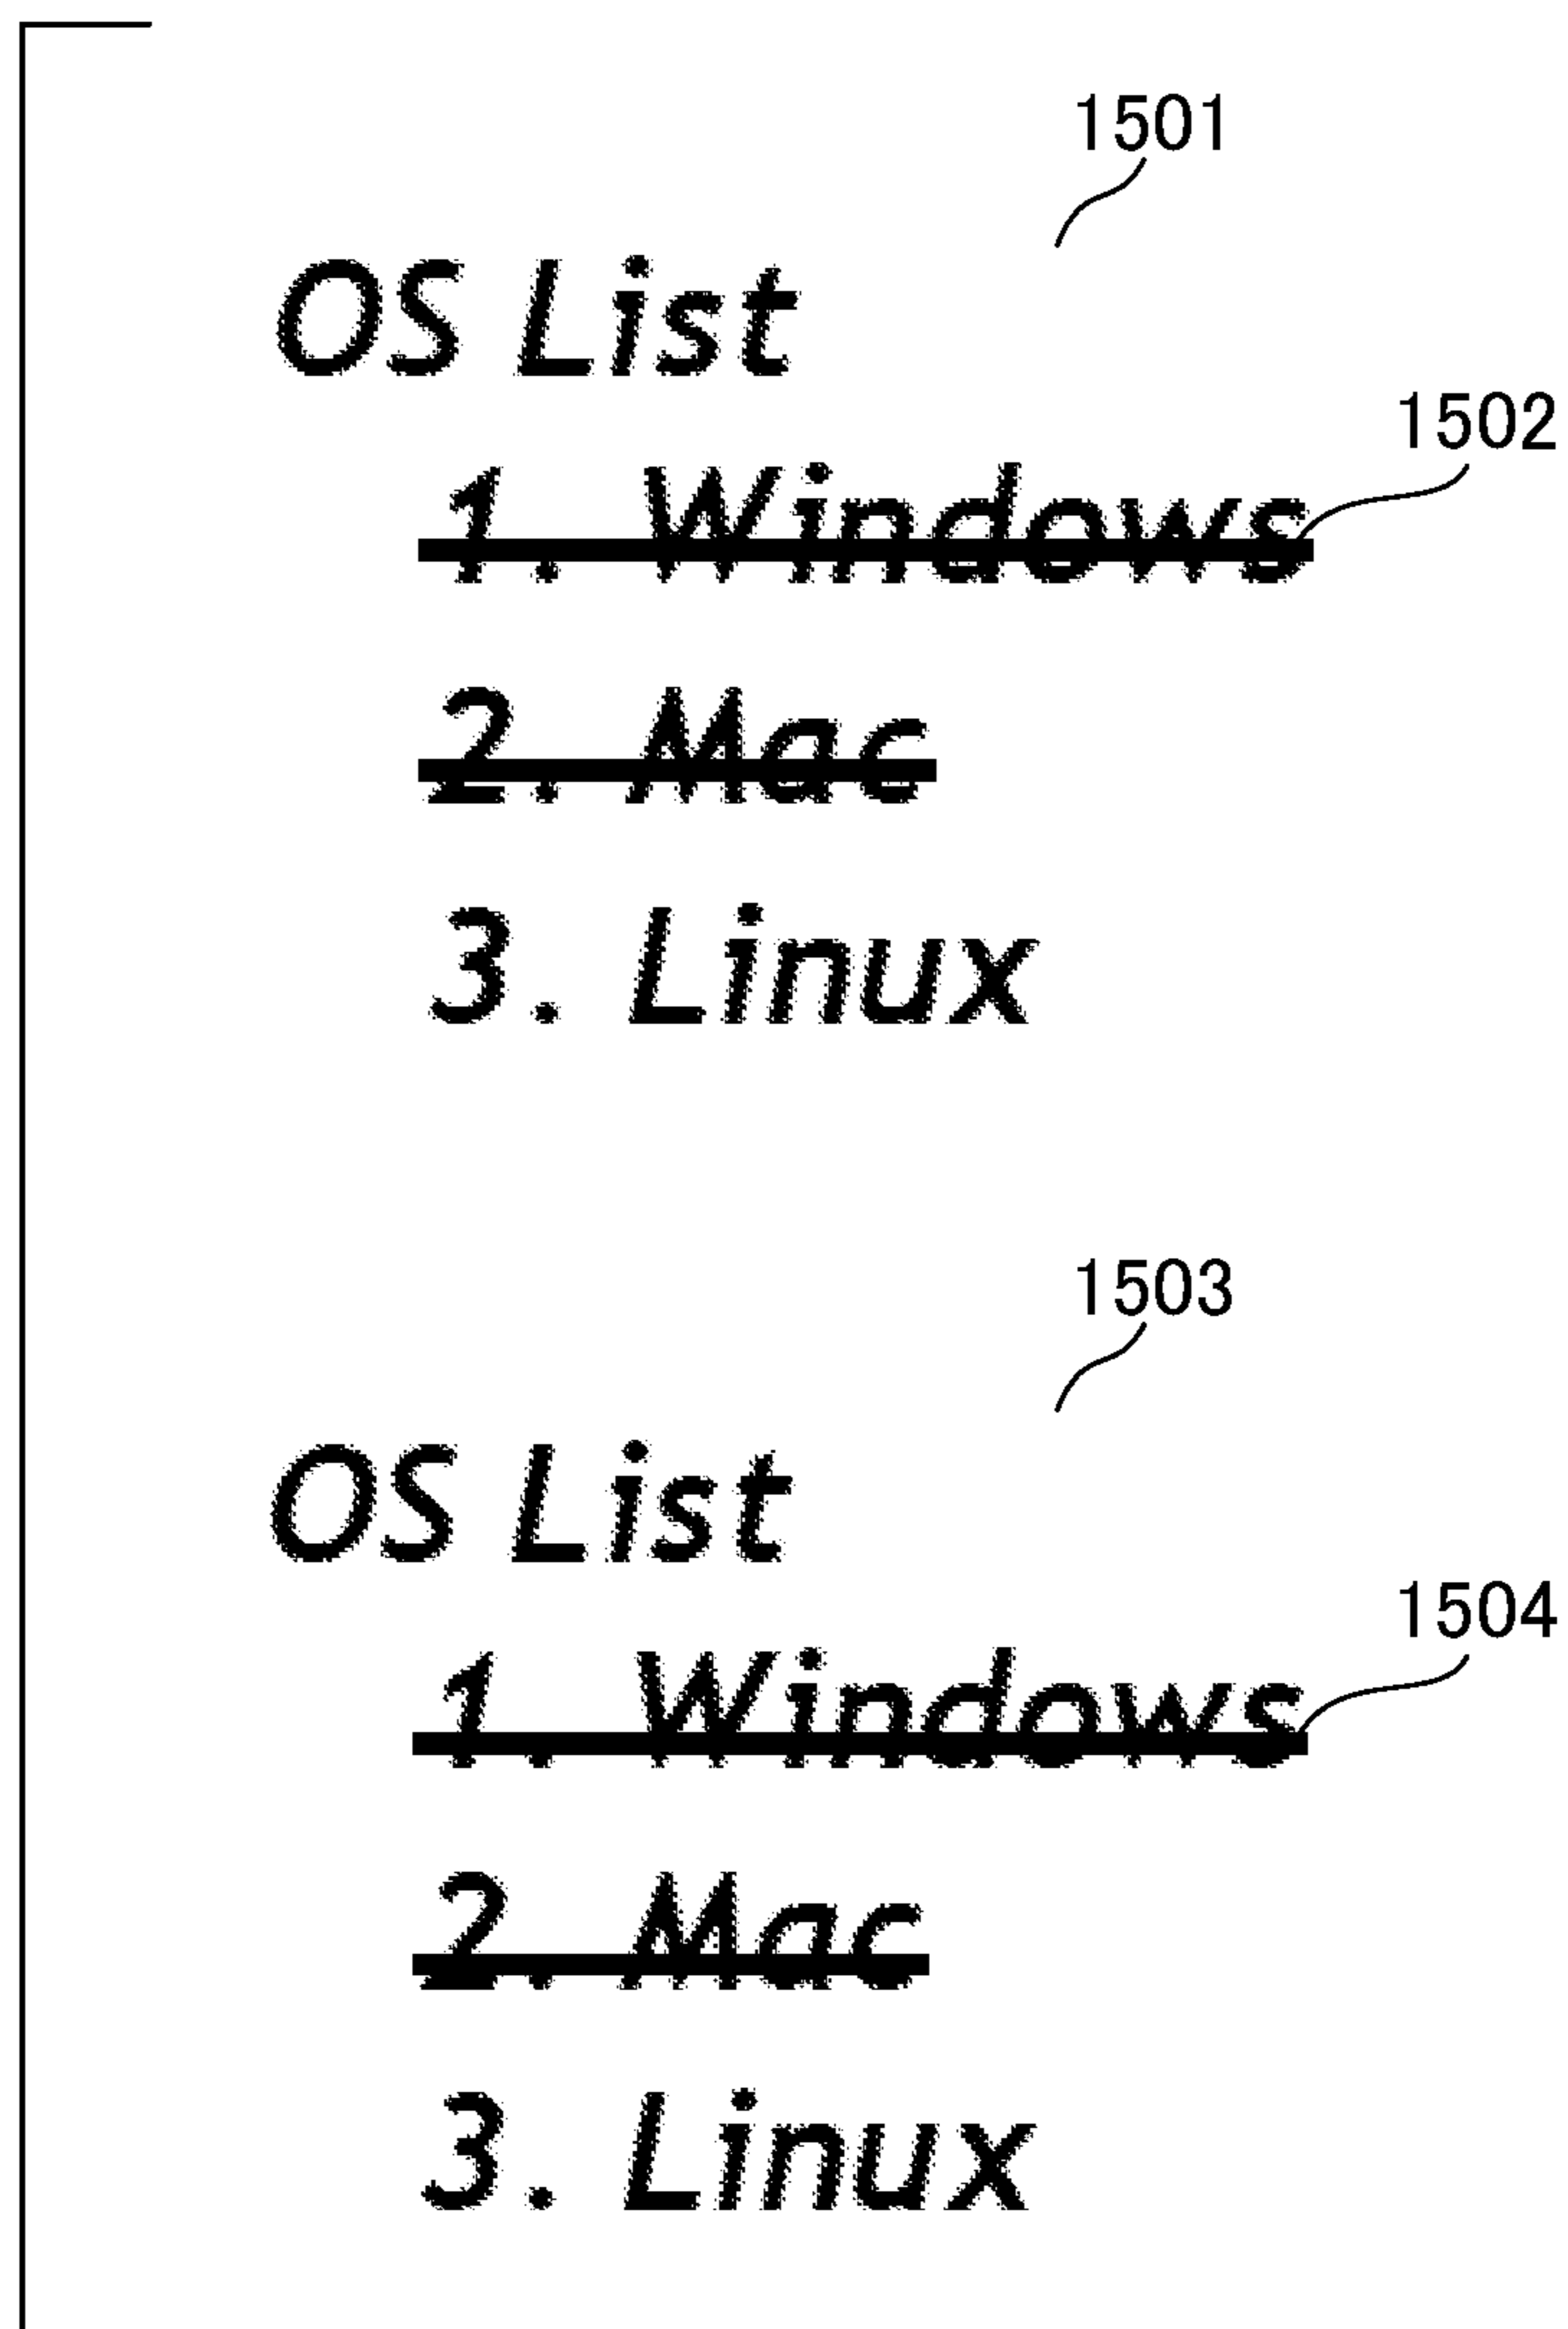 1501
OS List
1502
1. Windows
2. Mac
3. Linux
1503
OS List
1504
1. Windows
2. Mac
3. Linux